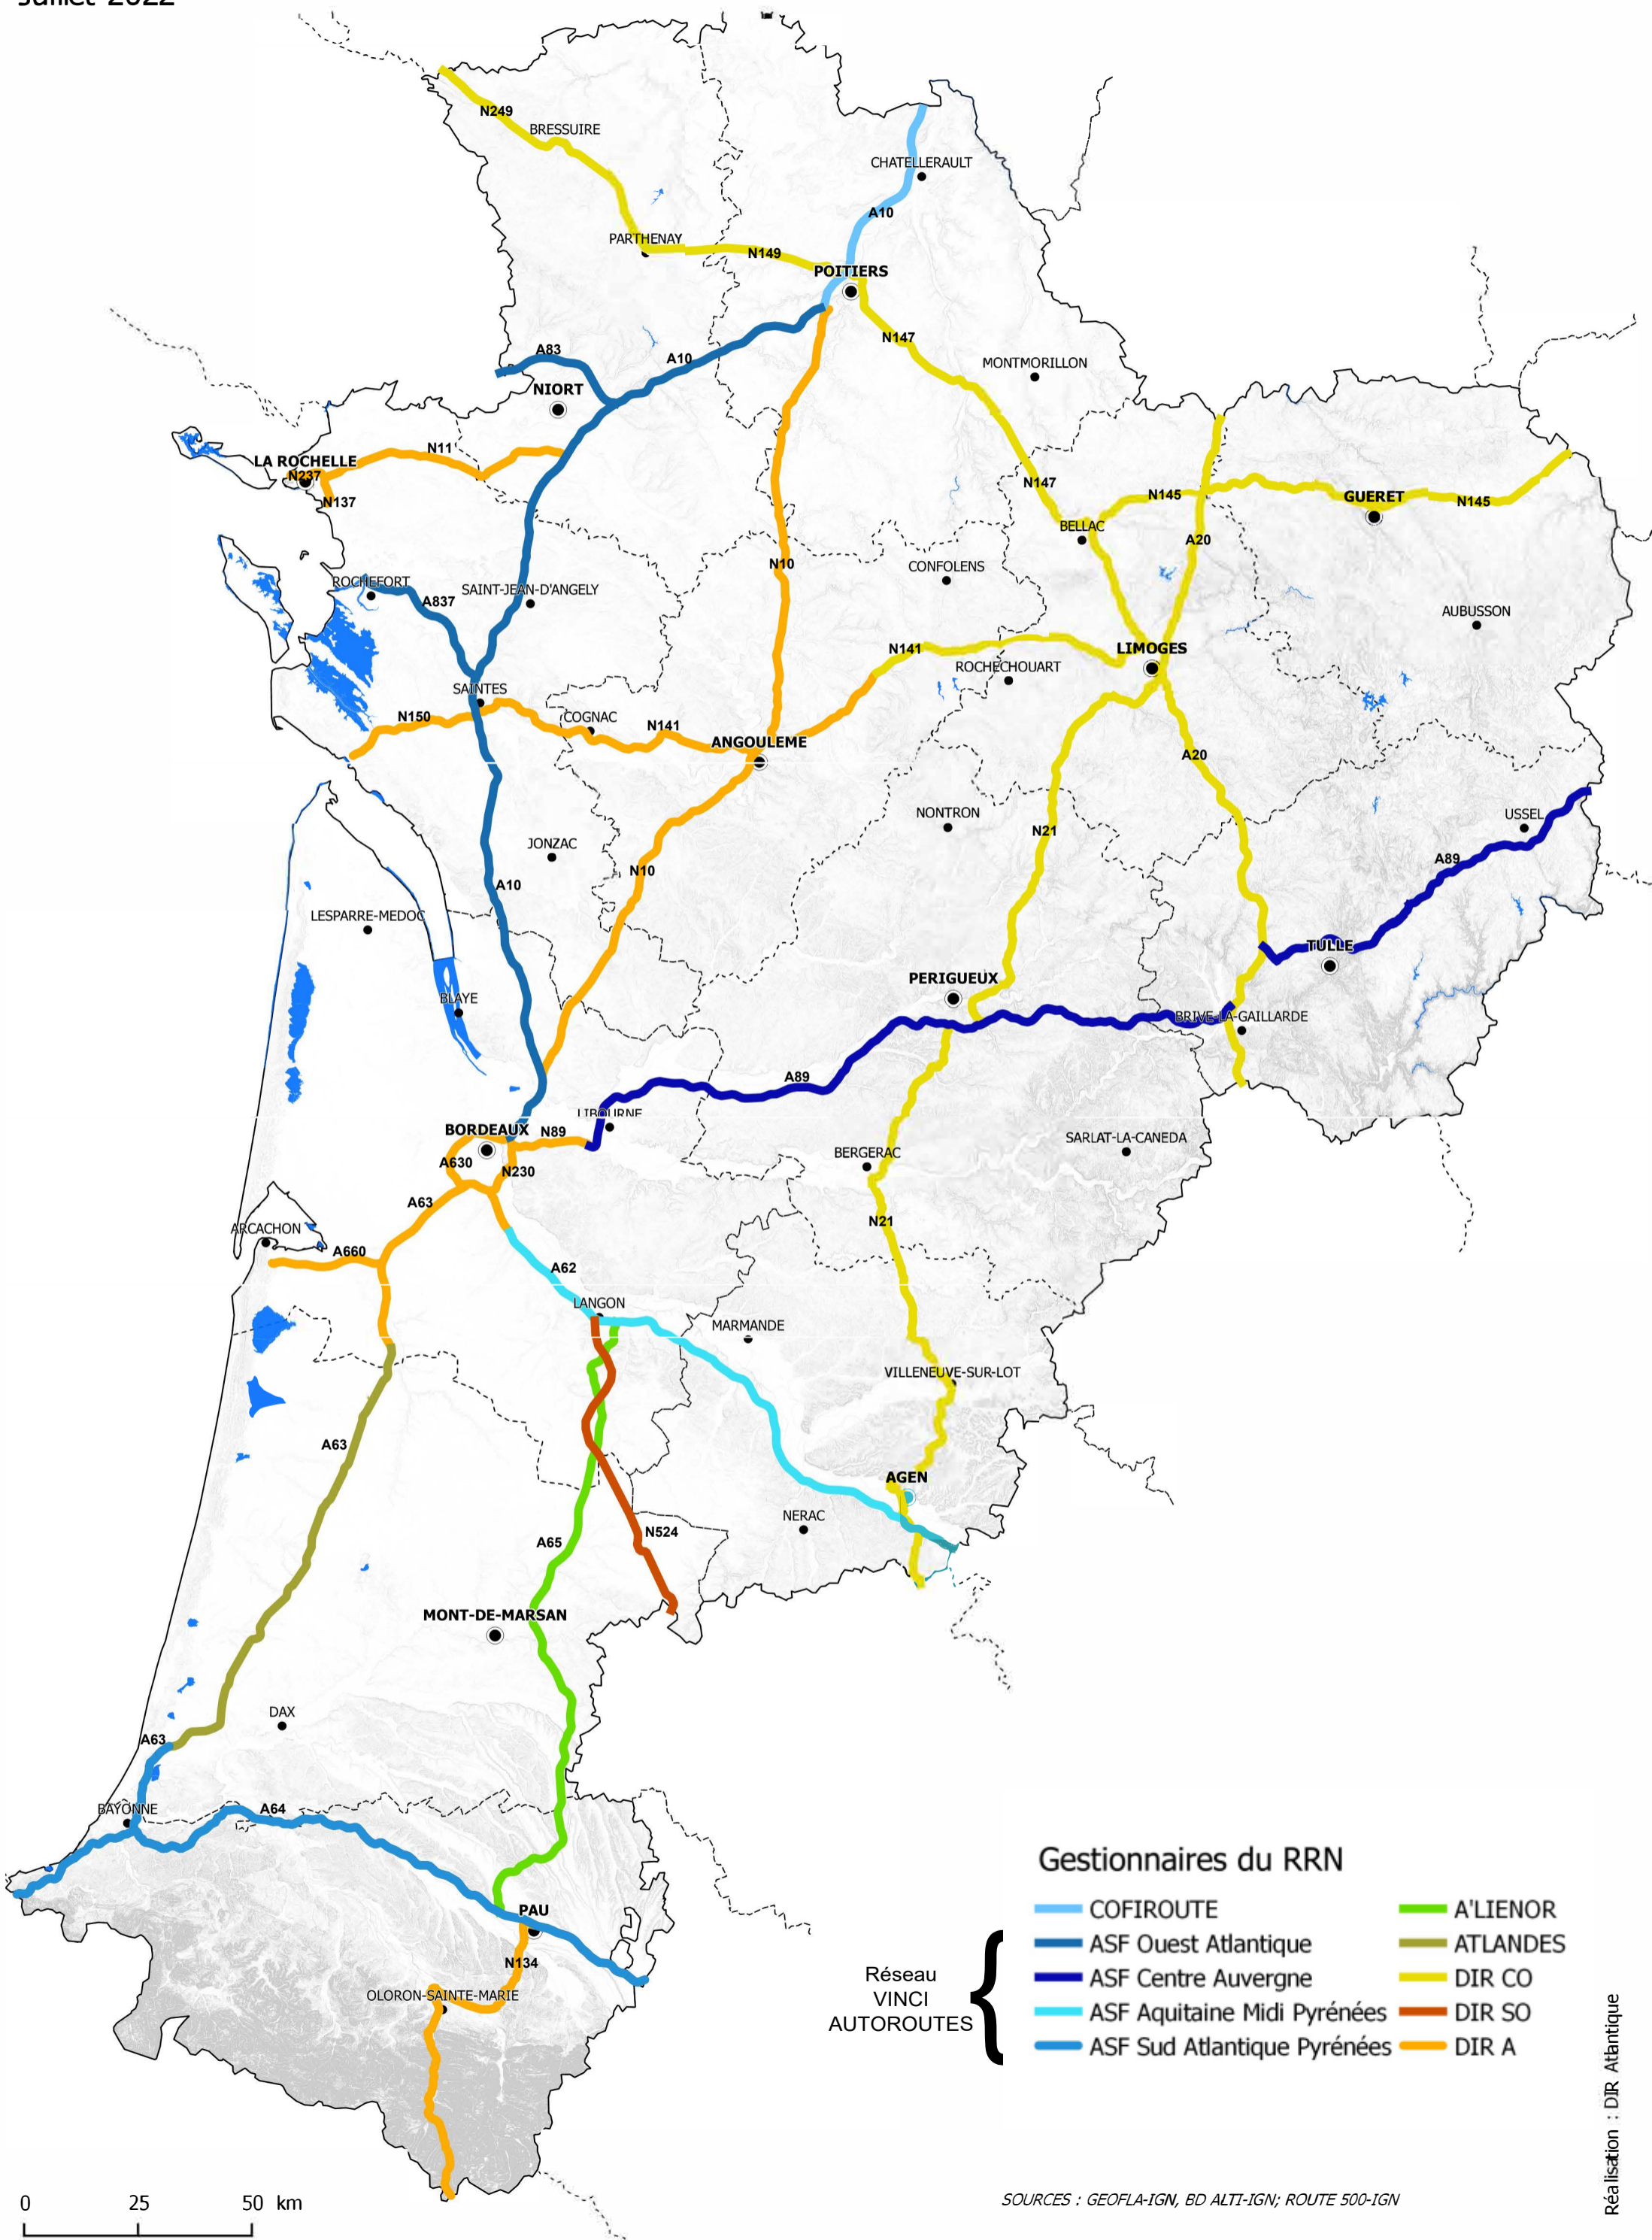 Juillet 2022
N249
BRESSUIRE
CHATELLERAULT
A10
PARTHENAY
N149
POITIERS
N147
A83
A10
MONTMORILLON
NIORT
N11
LA ROCHELLE
N237
N137
N147
N145
GUERET
N145
BELLAC
A20
N10
CONFOLENS
ROCHEFORT
A837
SAINT-JEAN-D'ANGELY
AUBUSSON
N141
LIMOGES
ROCHECHOUART
SAINTES
N150
COGNAC
N141
ANGOULEME
A20
NONTRON
N21
USSEL
JONZAC
A89
N10
A10
LESPARRE-MEDOC
TULLE
PERIGUEUX
BLAYE
BRIVE-LA-GAILLARDE
A89
LIBOURNE
BORDEAUX
N89
SARLAT-LA-CANEDA
BERGERAC
A630
N230
A63
N21
ARCACHON
A660
A62
LANGON
MARMANDE
VILLENEUVE-SUR-LOT
A63
AGEN
NERAC
N524
A65
MONT-DE-MARSAN
DAX
A63
BAYONNE
A64
PAU
N134
OLORON-SAINTE-MARIE
Gestionnaires du RRN
COFIROUTE
ASF Ouest Atlantique
ASF Centre Auvergne
ASF Aquitaine Midi Pyrénées
ASF Sud Atlantique Pyrénées
A'LIENOR
ATLANDES
DIR CO
DIR SO
DIR A
Réseau
VINCI
AUTOROUTES
Réalisation : DIR Atlantique
SOURCES : GEOFLA-IGN, BD ALTI-IGN; ROUTE 500-IGN
0 25 50 km